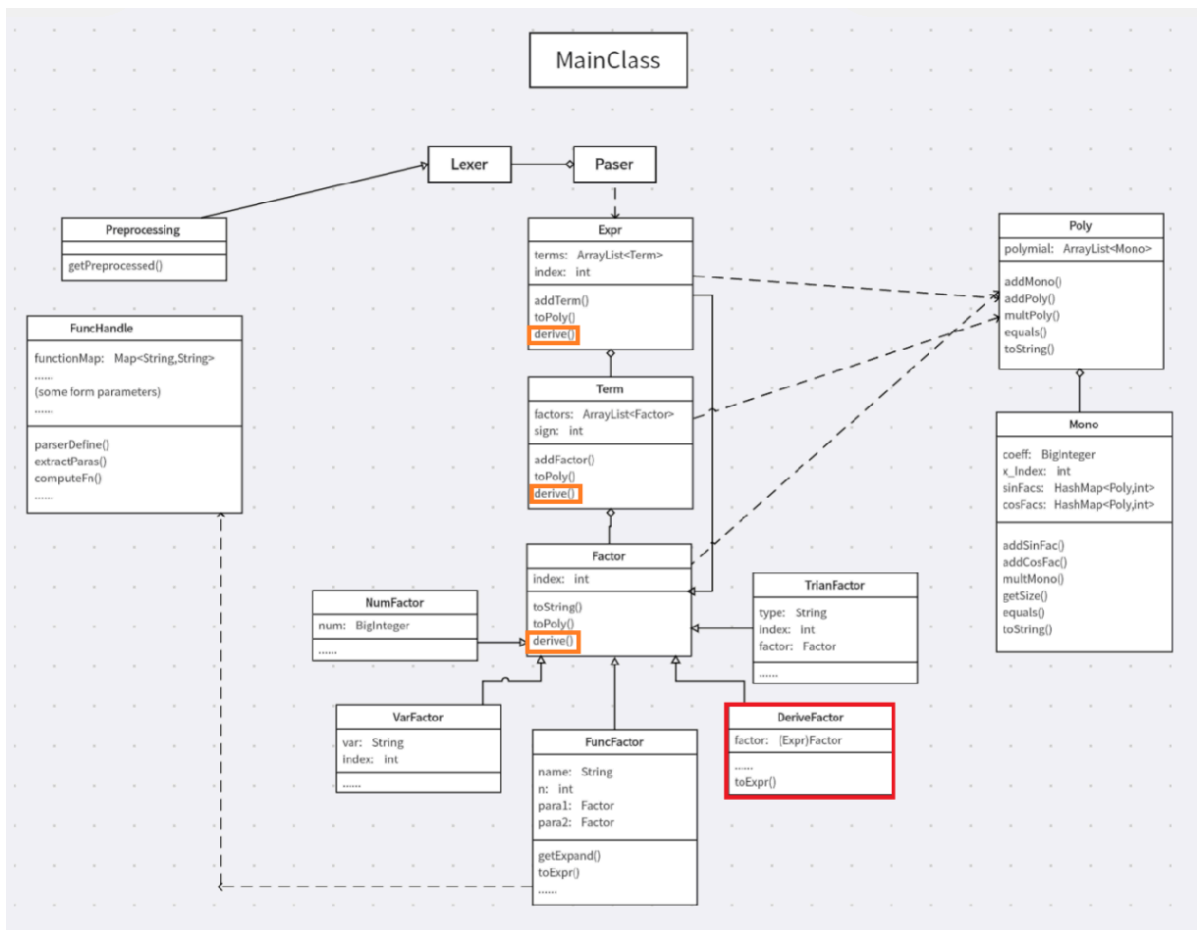 MainClass
Lexer
Paser
Preprocessing
getPreprocessed()
FuncHandle
functionMap: Map<String,String>
......
(some form parameters)
......
parserDefine()
extractParas()
computeFn()
......
Expr
terms: ArrayList<Term>
index: int
addTerm()
toPoly()
derive()
Term
factors: ArrayList<Factor>
sign: int
addFactor()
toPoly()
derive()
Factor
index: int
toString()
toPoly()
derive()
Poly
polymial: ArrayList<Mono>
addMono()
addPoly()
multPoly()
equals()
toString()
Mono
coeff: BigInteger
x_Index: int
sinFacs: HashMap<Poly,int>
cosFacs: HashMap<Poly,int>
addSinFac()
addCosFac()
multMono()
getSize()
equals()
toString()
NumFactor
num: BigInteger
......
TrianFactor
type: String
index: int
factor: Factor
......
VarFactor
var: String
index: int
......
FuncFactor
name: String
n: int
para1: Factor
para2: Factor
getExpand()
toExpr()
......
DeriveFactor
factor: (Expr)Factor
......
toExpr()